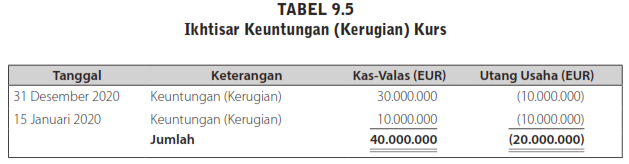 TABEL 9.5
Ikhtisar Keuntungan (Kerugian) Kurs
Tanggal Keterangan Kas-Valas (EUR) Utang Usaha (EUR)
31 Desember 2020 Keuntungan (Kerugian) 30.000.000 (10.000.000)
15 Januari 2020 Keuntungan (Kerugian) 10.000.000 (10.000.000)
Jumlah 40.000.000 (20.000.000)